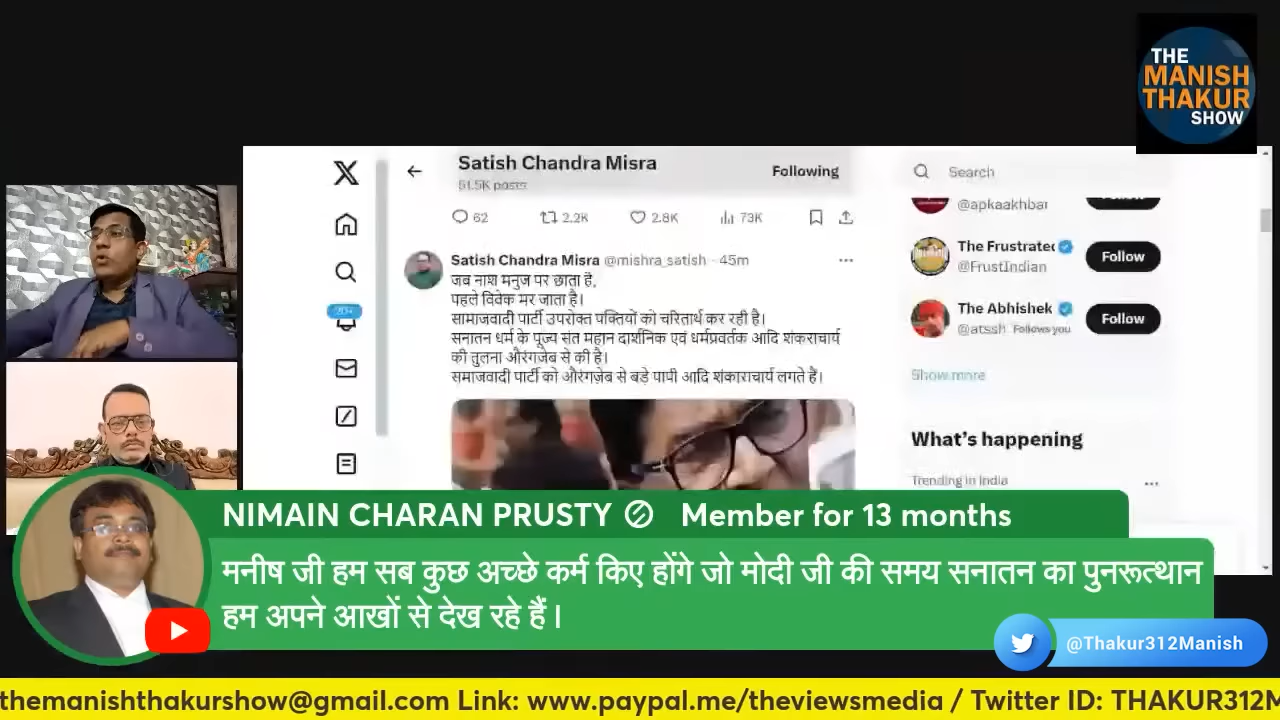 THE
MANISH
THAKUR
SHOW
Satish Chandra Misra
51.5K posts
Following
62 2.2K 2.8K 73K
Satish Chandra Misra @mishra_satish · 45m
जब नाश मनुज पर छाता है,
पहले विवेक मर जाता है।
सामाजवादी पार्टी उपरोक्त पंक्तियों को चरितार्थ कर रही है।
सनातन धर्म के पूज्य संत महान दार्शनिक एवं धर्मप्रवर्तक आदि शंकराचार्य
की तुलना औरंगजेब से की है।
समाजवादी पार्टी को औरंगज़ेब से बड़े पापी आदि शंकाराचार्य लगते हैं।
20+
Search
@apkaakhbar
The Frustrated
@FrustIndian
Follow
The Abhishek
@atssh Follows you
Follow
Show more
What's happening
Trending in India
NIMAIN CHARAN PRUSTY Member for 13 months
मनीष जी हम सब कुछ अच्छे कर्म किए होंगे जो मोदी जी की समय सनातन का पुनरूत्थान
हम अपने आखों से देख रहे हैं ।
@Thakur312Manish
themanishthakurshow@gmail.com Link: www.paypal.me/theviewsmedia / Twitter ID: THAKUR312M